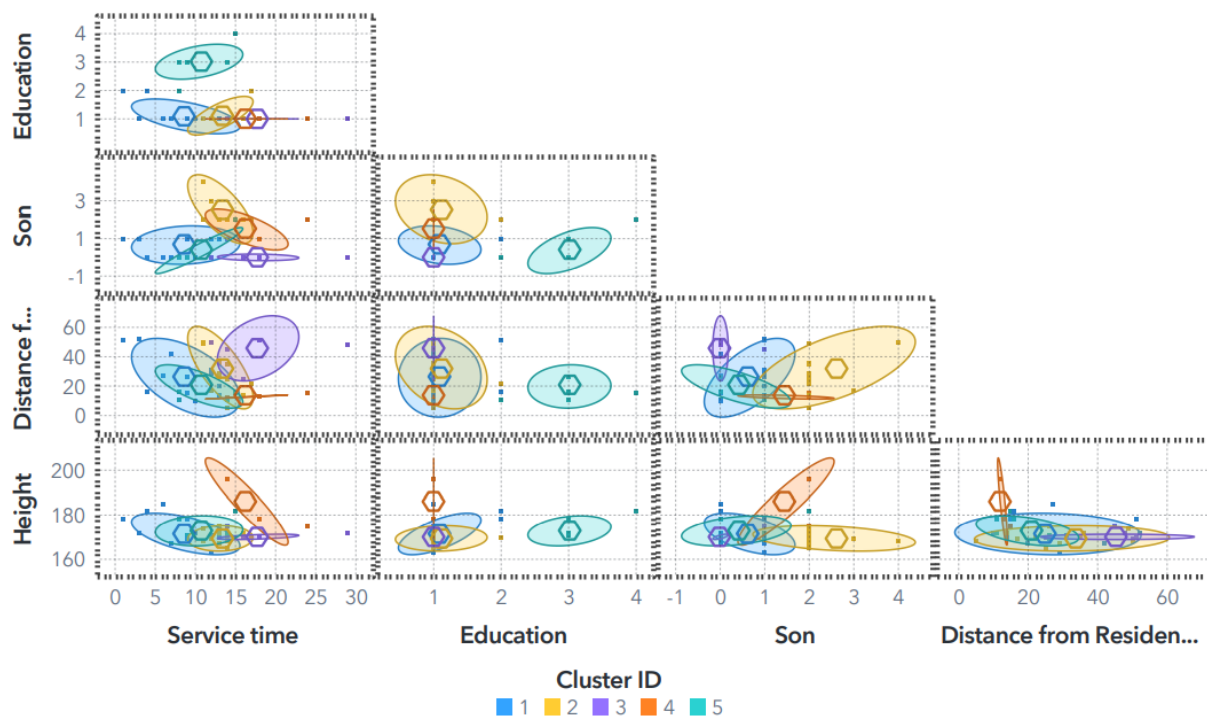 Education
4
3
2
1
Son
3
1
-1
Distance f...
60
40
20
0
Height
200
180
160
0 5 10 15 20 25 30 1 2 3 4 -1 0 1 2 3 4 0 20 40 60
Service time Education Son Distance from Residen...
Cluster ID
1 2 3 4 5